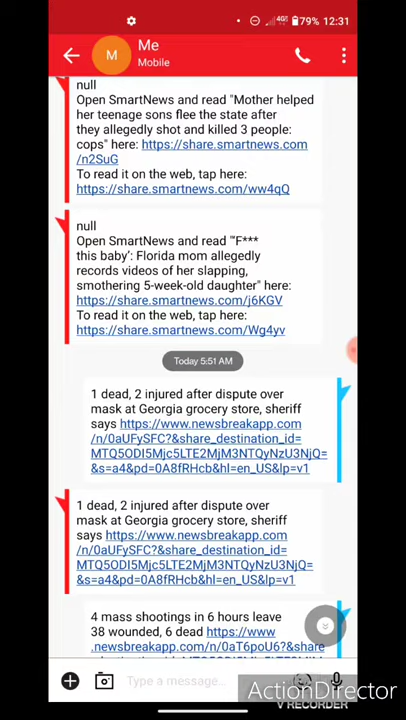 4G
79% 12:31
M
Me
Mobile
null
Open SmartNews and read "Mother helped
her teenage sons flee the state after
they allegedly shot and killed 3 people:
cops" here: https://share.smartnews.com
/n2SuG
To read it on the web, tap here:
https://share.smartnews.com/ww4qQ
null
Open SmartNews and read "'F***
this baby': Florida mom allegedly
records videos of her slapping,
smothering 5-week-old daughter" here:
https://share.smartnews.com/j6KGV
To read it on the web, tap here:
https://share.smartnews.com/Wg4yv
Today 5:51 AM
1 dead, 2 injured after dispute over
mask at Georgia grocery store, sheriff
says https://www.newsbreakapp.com
/n/0aUFySFC?&share_destination_id=
MTQ5ODI5Mjc5LTE2MjM3NTQyNzU3NjQ=
&s=a4&pd=0A8fRHcb&hl=en_US&lp=v1
1 dead, 2 injured after dispute over
mask at Georgia grocery store, sheriff
says https://www.newsbreakapp.com
/n/0aUFySFC?&share_destination_id=
MTQ5ODI5Mjc5LTE2MjM3NTQyNzU3NjQ=
&s=a4&pd=0A8fRHcb&hl=en_US&lp=v1
4 mass shootings in 6 hours leave
38 wounded, 6 dead https://www
.newsbreakapp.com/n/0aT6poU6?&share
Type a message...
ActionDirector
VRECORDER